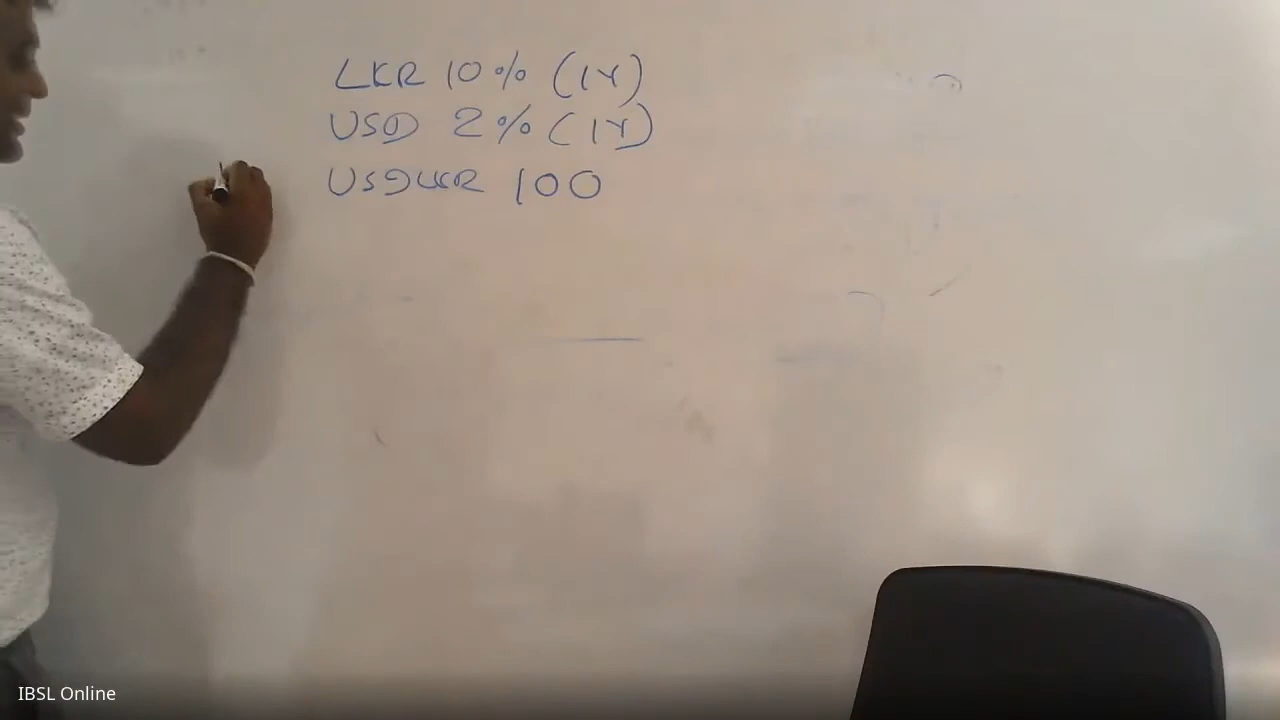 LKR 10% (1Y)
USD 2% (1Y)
USDLKR 100
IBSL Online